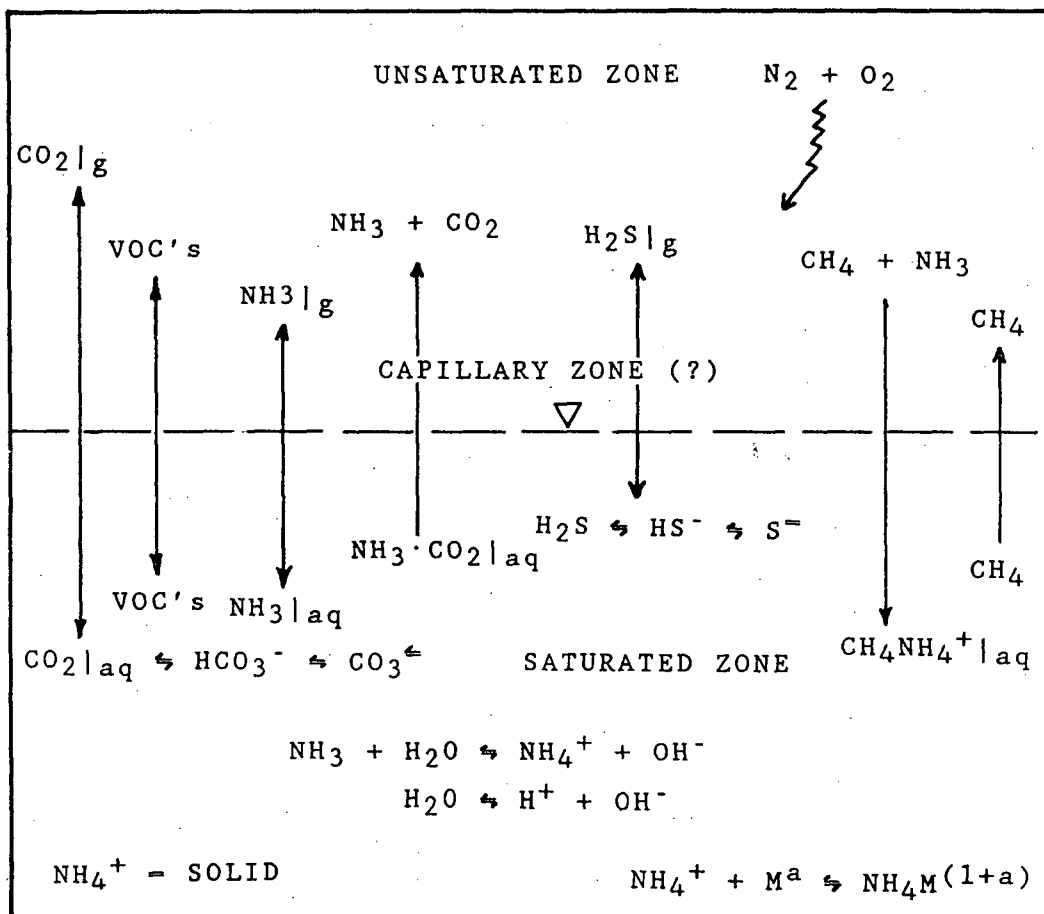 UNSATURATED ZONE N₂ + O₂
CO₂|g
NH₃ + CO₂
H₂S|g
VOC's
CH₄ + NH₃
NH3|g
CH₄
CAPILLARY ZONE (?)
H₂S ⇆ HS⁻ ⇆ S⁼
NH₃·CO₂|aq
CH₄
VOC's NH₃|aq
CO₂|aq ⇆ HCO₃⁻ ⇆ CO₃⁼
SATURATED ZONE
CH₄NH₄⁺|aq
NH₃ + H₂O ⇆ NH₄⁺ + OH⁻
H₂O ⇆ H⁺ + OH⁻
NH₄⁺ - SOLID
NH₄⁺ + Mᵃ ⇆ NH₄M⁽¹⁺ᵃ⁾